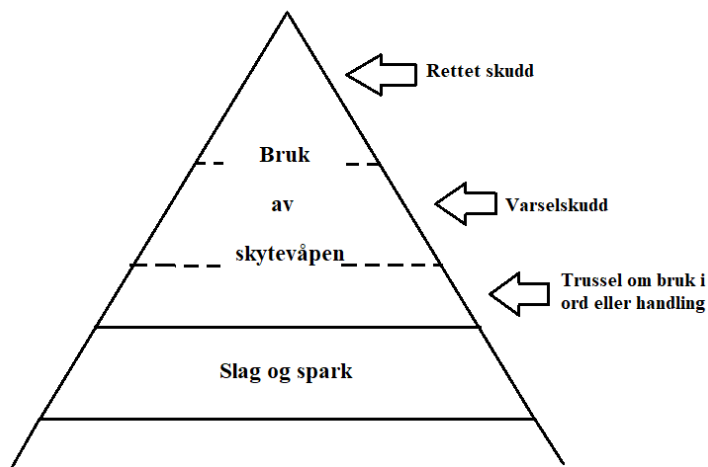 Rettet skudd
Bruk
av
Varselskudd
skytevåpen
Trussel om bruk i
ord eller handling
Slag og spark